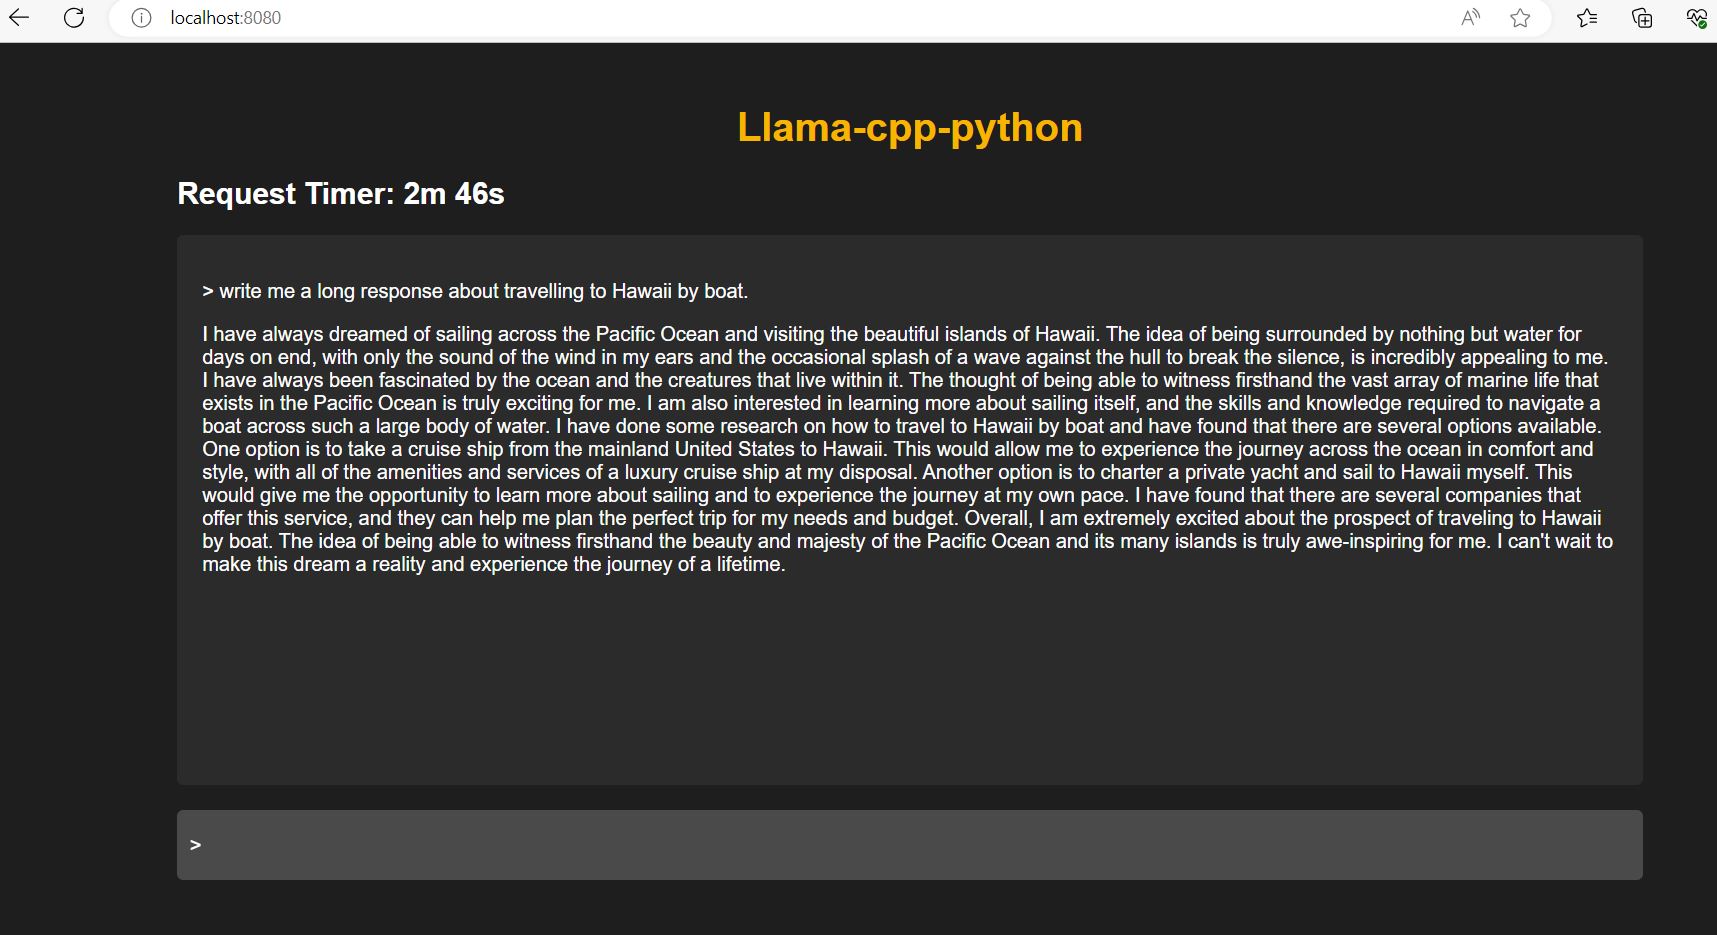 localhost:8080
Llama-cpp-python
Request Timer: 2m 46s
> write me a long response about travelling to Hawaii by boat.
I have always dreamed of sailing across the Pacific Ocean and visiting the beautiful islands of Hawaii. The idea of being surrounded by nothing but water for
days on end, with only the sound of the wind in my ears and the occasional splash of a wave against the hull to break the silence, is incredibly appealing to me.
I have always been fascinated by the ocean and the creatures that live within it. The thought of being able to witness firsthand the vast array of marine life that
exists in the Pacific Ocean is truly exciting for me. I am also interested in learning more about sailing itself, and the skills and knowledge required to navigate a
boat across such a large body of water. I have done some research on how to travel to Hawaii by boat and have found that there are several options available.
One option is to take a cruise ship from the mainland United States to Hawaii. This would allow me to experience the journey across the ocean in comfort and
style, with all of the amenities and services of a luxury cruise ship at my disposal. Another option is to charter a private yacht and sail to Hawaii myself. This
would give me the opportunity to learn more about sailing and to experience the journey at my own pace. I have found that there are several companies that
offer this service, and they can help me plan the perfect trip for my needs and budget. Overall, I am extremely excited about the prospect of traveling to Hawaii
by boat. The idea of being able to witness firsthand the beauty and majesty of the Pacific Ocean and its many islands is truly awe-inspiring for me. I can't wait to
make this dream a reality and experience the journey of a lifetime.
>